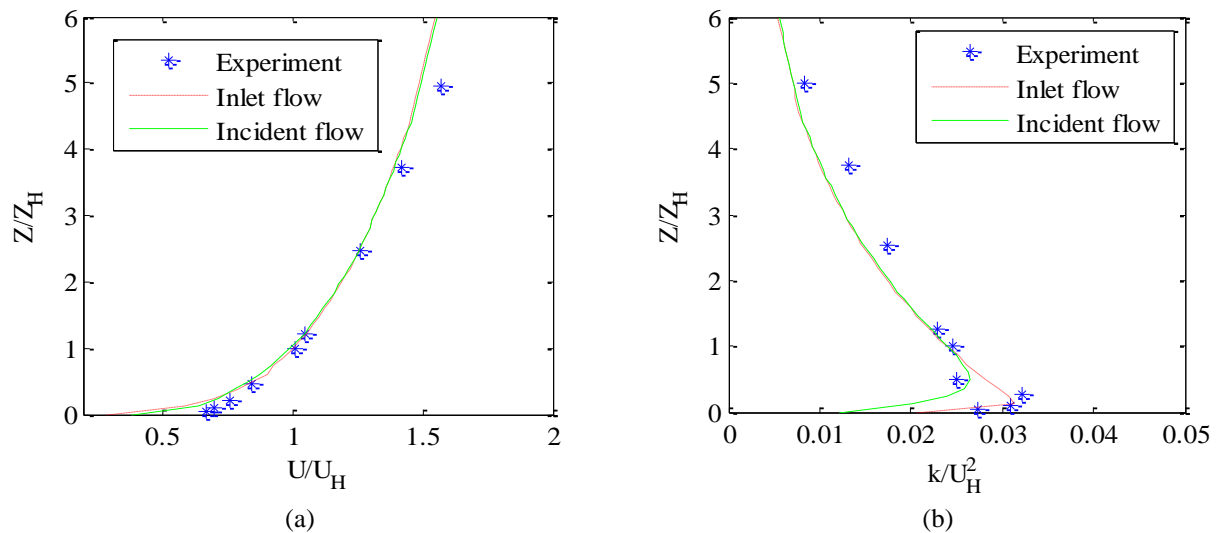 6
5
4
3
2
1
0
Z/Z_H
Experiment
Inlet flow
Incident flow
0.5
1
1.5
2
U/U_H
(a)
6
5
4
3
2
1
0
Z/Z_H
Experiment
Inlet flow
Incident flow
0
0.01
0.02
0.03
0.04
0.05
k/U_H^2
(b)